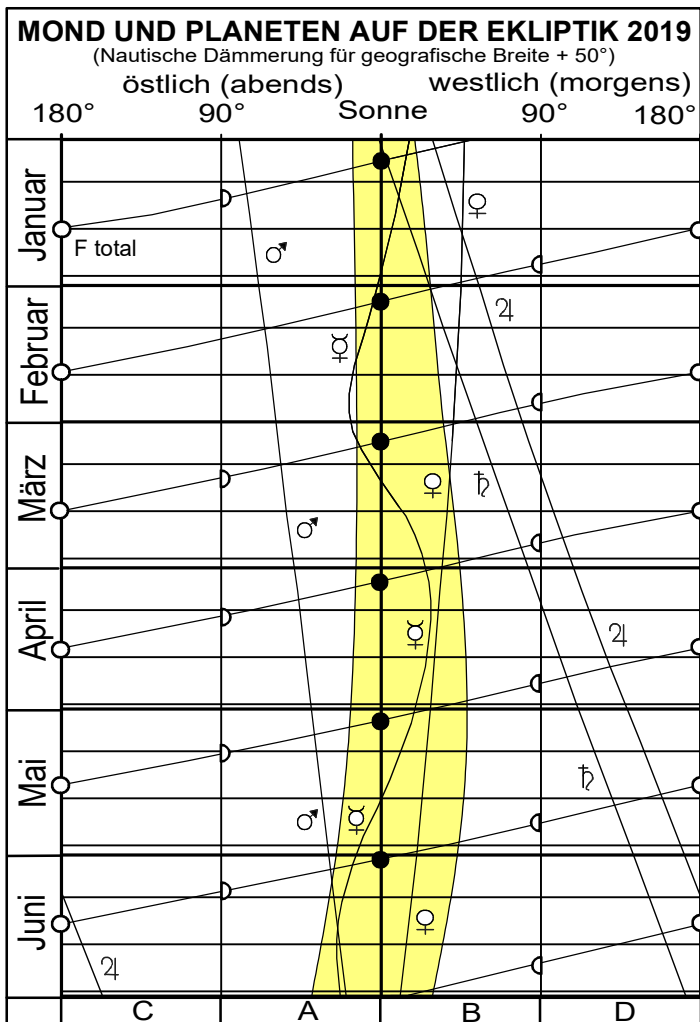 MOND UND PLANETEN AUF DER EKLIPTIK 2019
(Nautische Dämmerung für geografische Breite + 50°)
östlich (abends) westlich (morgens)
180° 90° Sonne 90° 180°
Januar
♀
F total
♂
♃
Februar
☿
März
♀
♄
♂
April
☿
♃
Mai
♄
♂
☿
Juni
♀
♃
C A B D